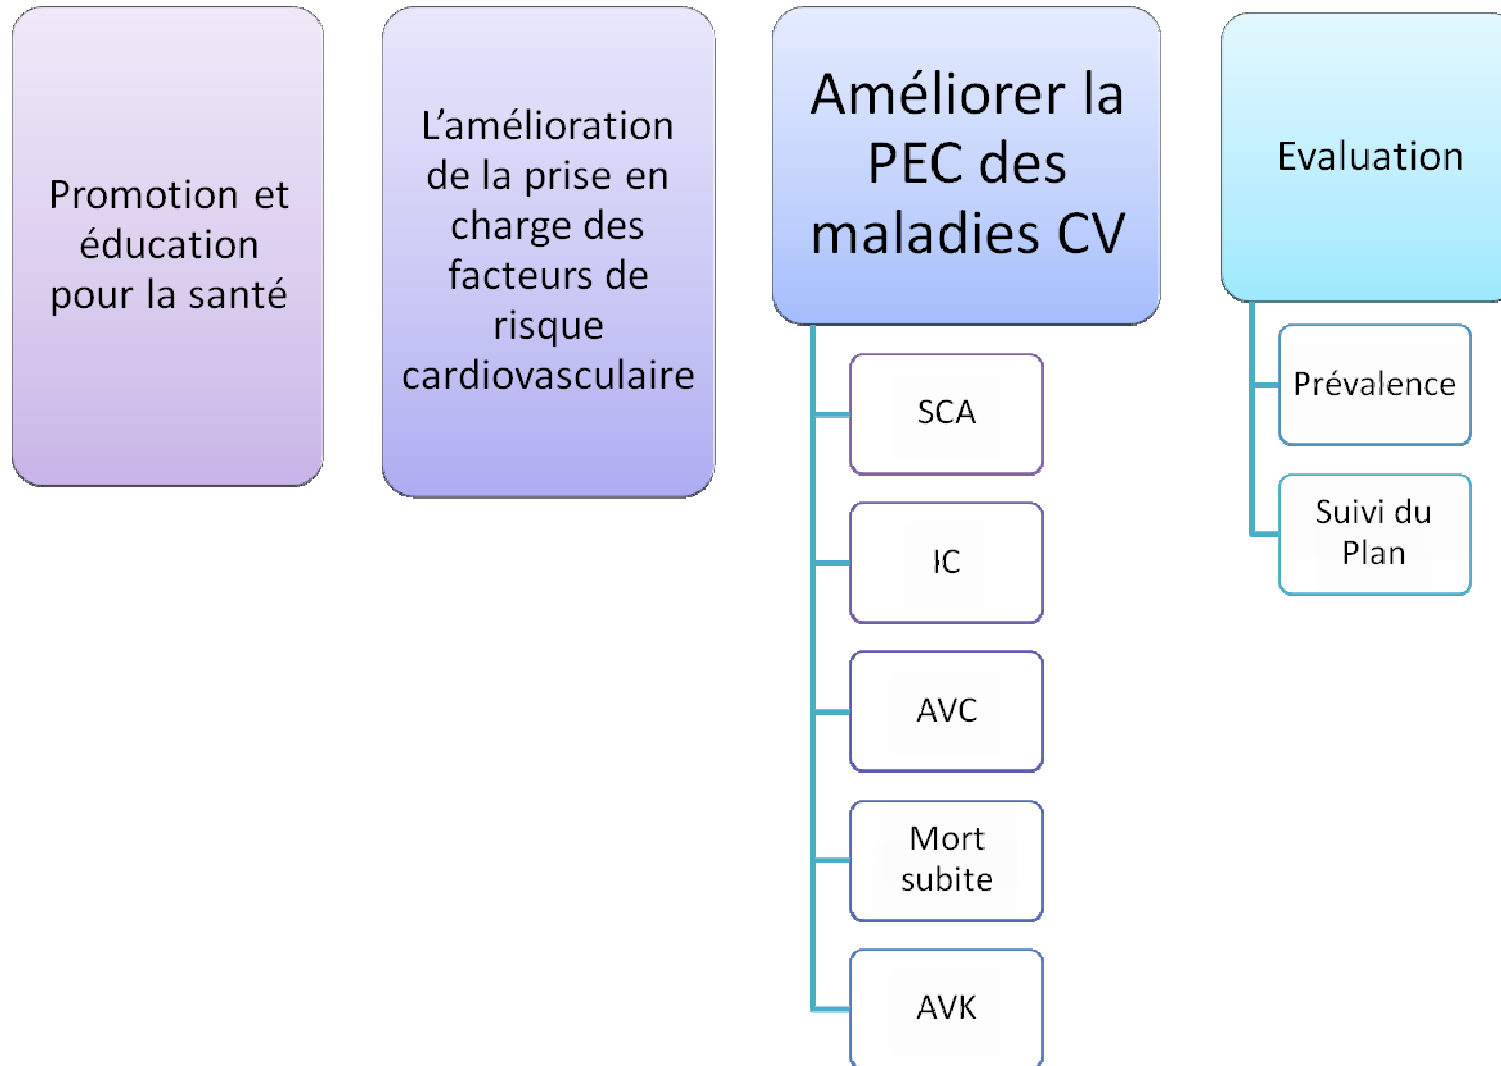 Promotion et
éducation
pour la santé
L'amélioration
de la prise en
charge des
facteurs de
risque
cardiovasculaire
Améliorer la
PEC des
maladies CV
SCA
IC
AVC
Mort
subite
AVK
Evaluation
Prévalence
Suivi du
Plan